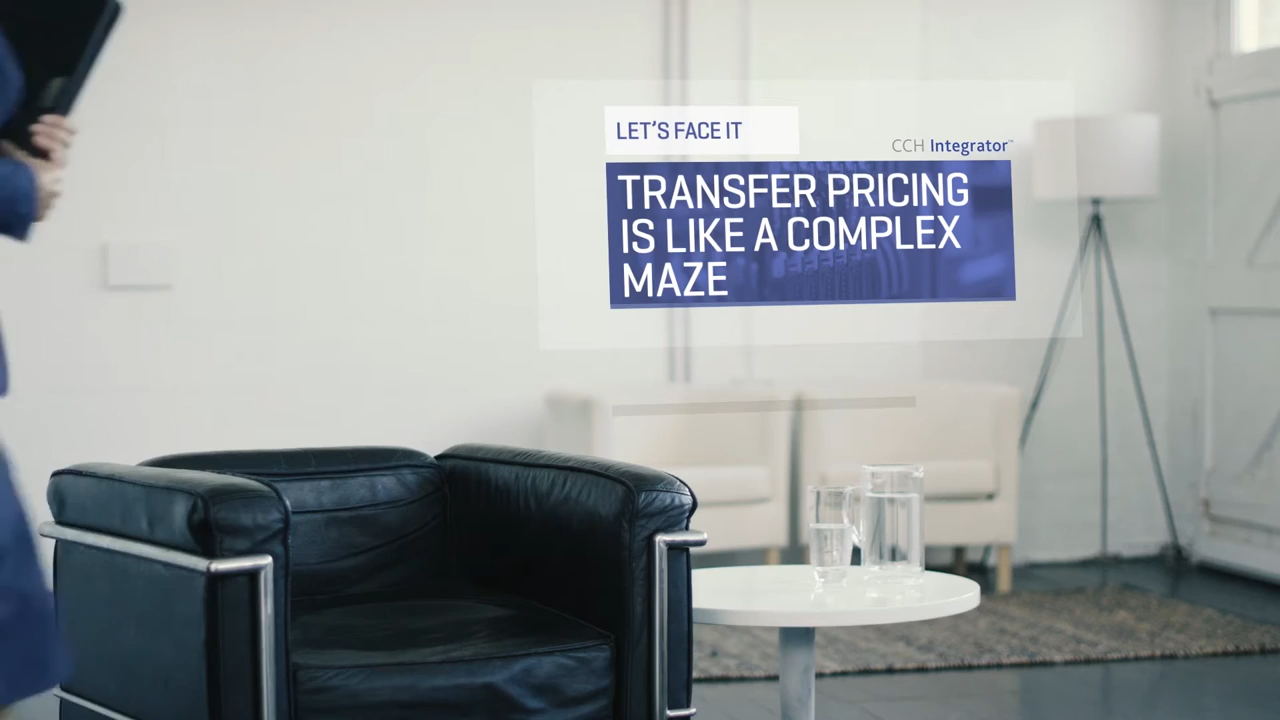 LET'S FACE IT
CCH Integrator™
TRANSFER PRICING
IS LIKE A COMPLEX
MAZE